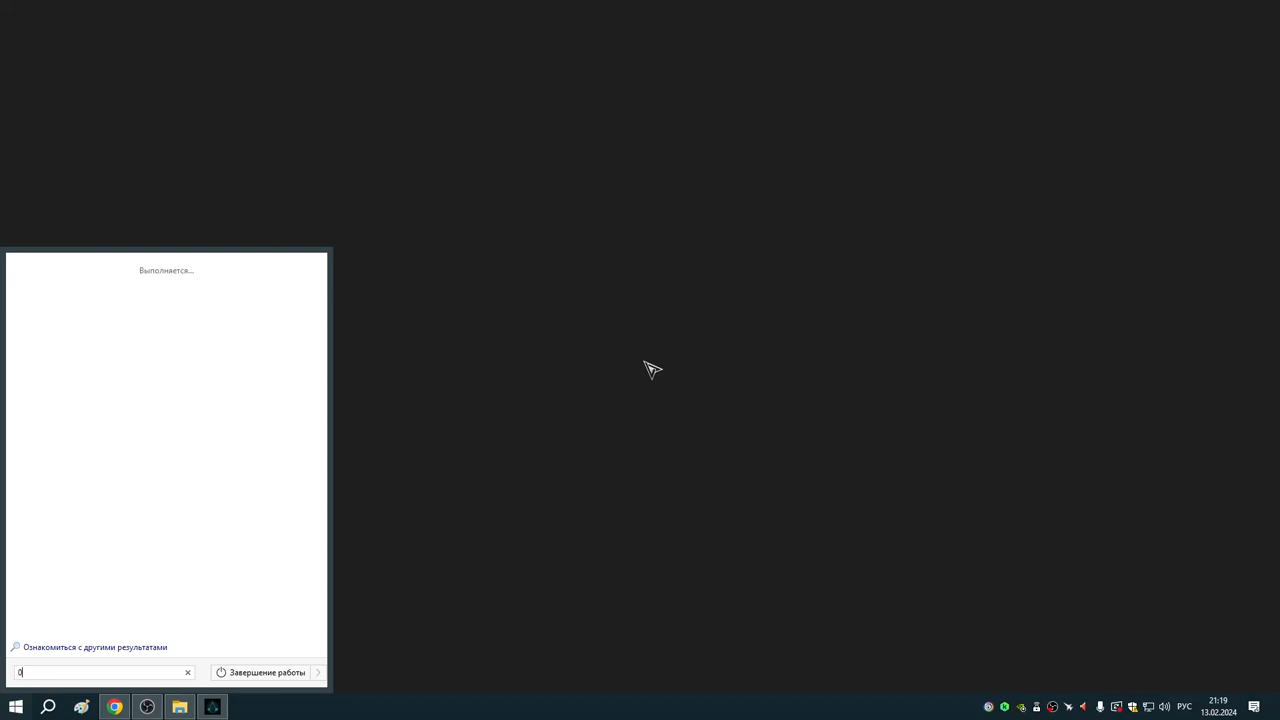 Выполняется...
Ознакомиться с другими результатами
0
Завершение работы
РУС
21:19
13.02.2024